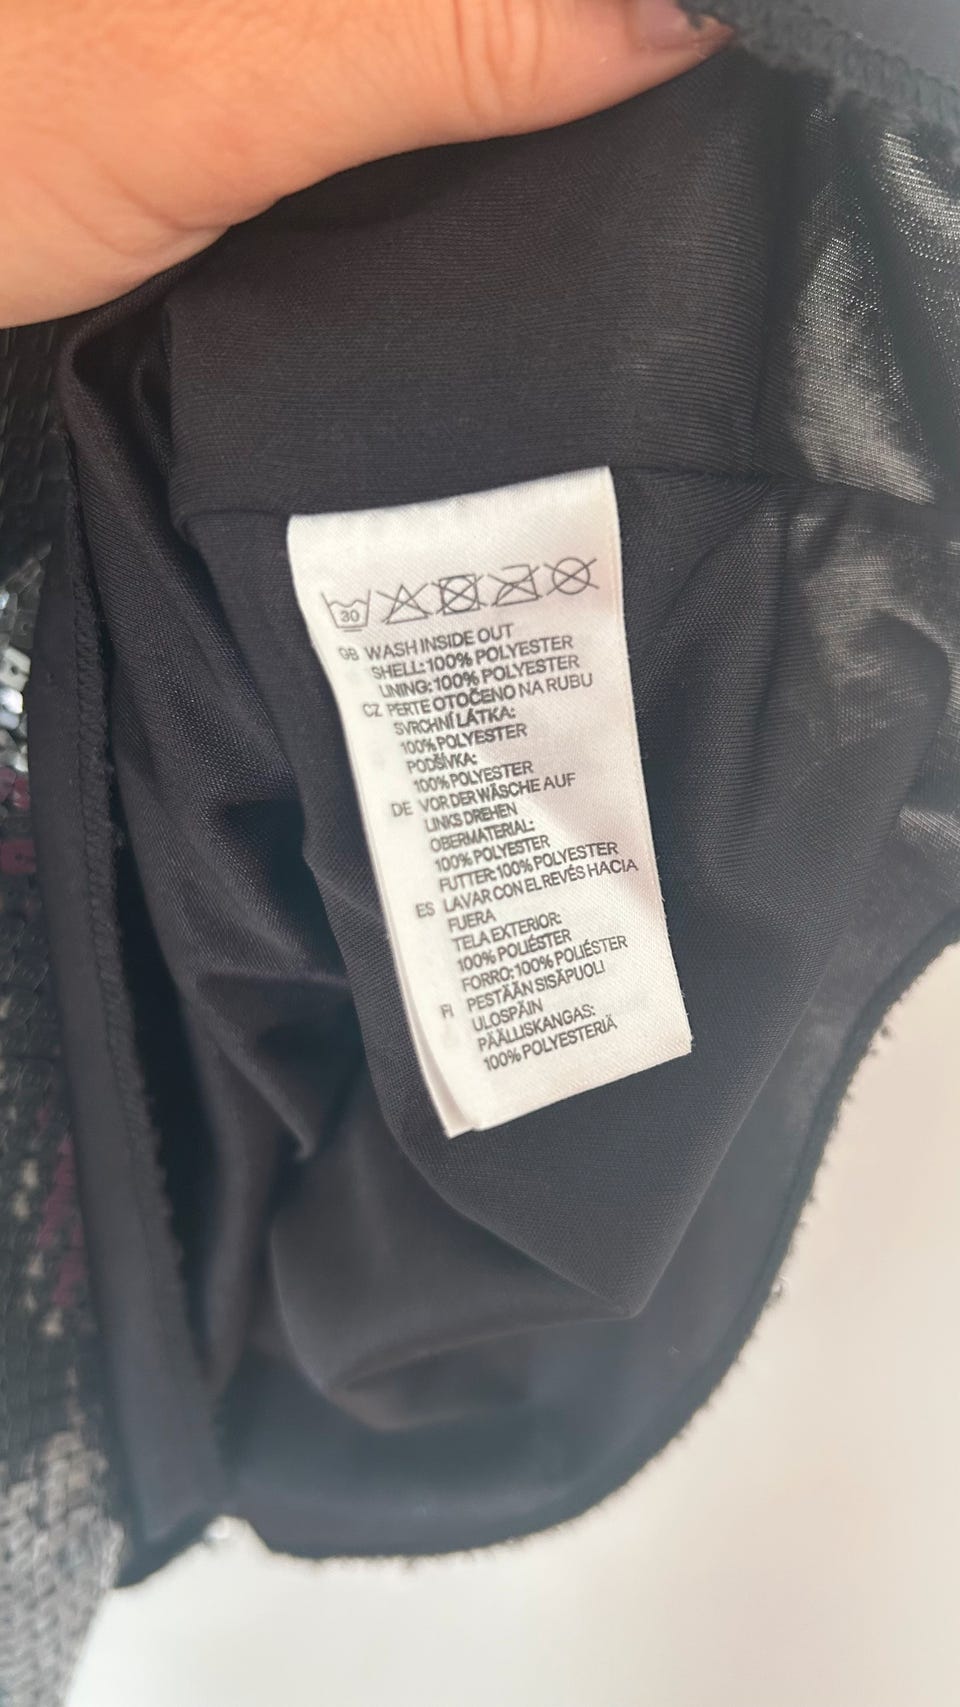 30
GB WASH INSIDE OUT
SHELL: 100% POLYESTER
LINING: 100% POLYESTER
CZ PERTE OTOČENO NA RUBU
SVRCHNÍ LÁTKA:
100% POLYESTER
PODŠÍVKA:
100% POLYESTER
DE VOR DER WÄSCHE AUF
LINKS DREHEN
OBERMATERIAL:
100% POLYESTER
FUTTER: 100% POLYESTER
ES LAVAR CON EL REVÉS HACIA
FUERA
TELA EXTERIOR:
100% POLIÉSTER
FORRO: 100% POLIÉSTER
FI PESTÄÄN SISÄPUOLI
ULOSPÄIN
PÄÄLLISKANGAS:
100% POLYESTERIÄ